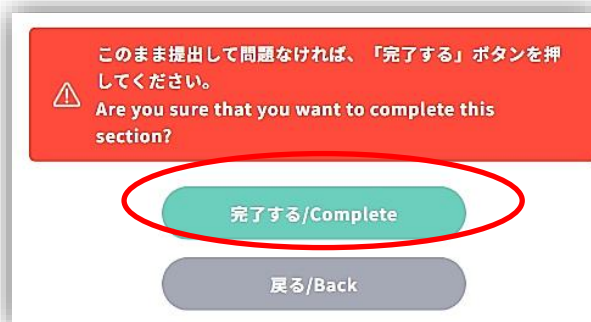 このまま提出して問題なければ、「完了する」ボタンを押
してください。
Are you sure that you want to complete this
section?
完了する/Complete
戻る/Back